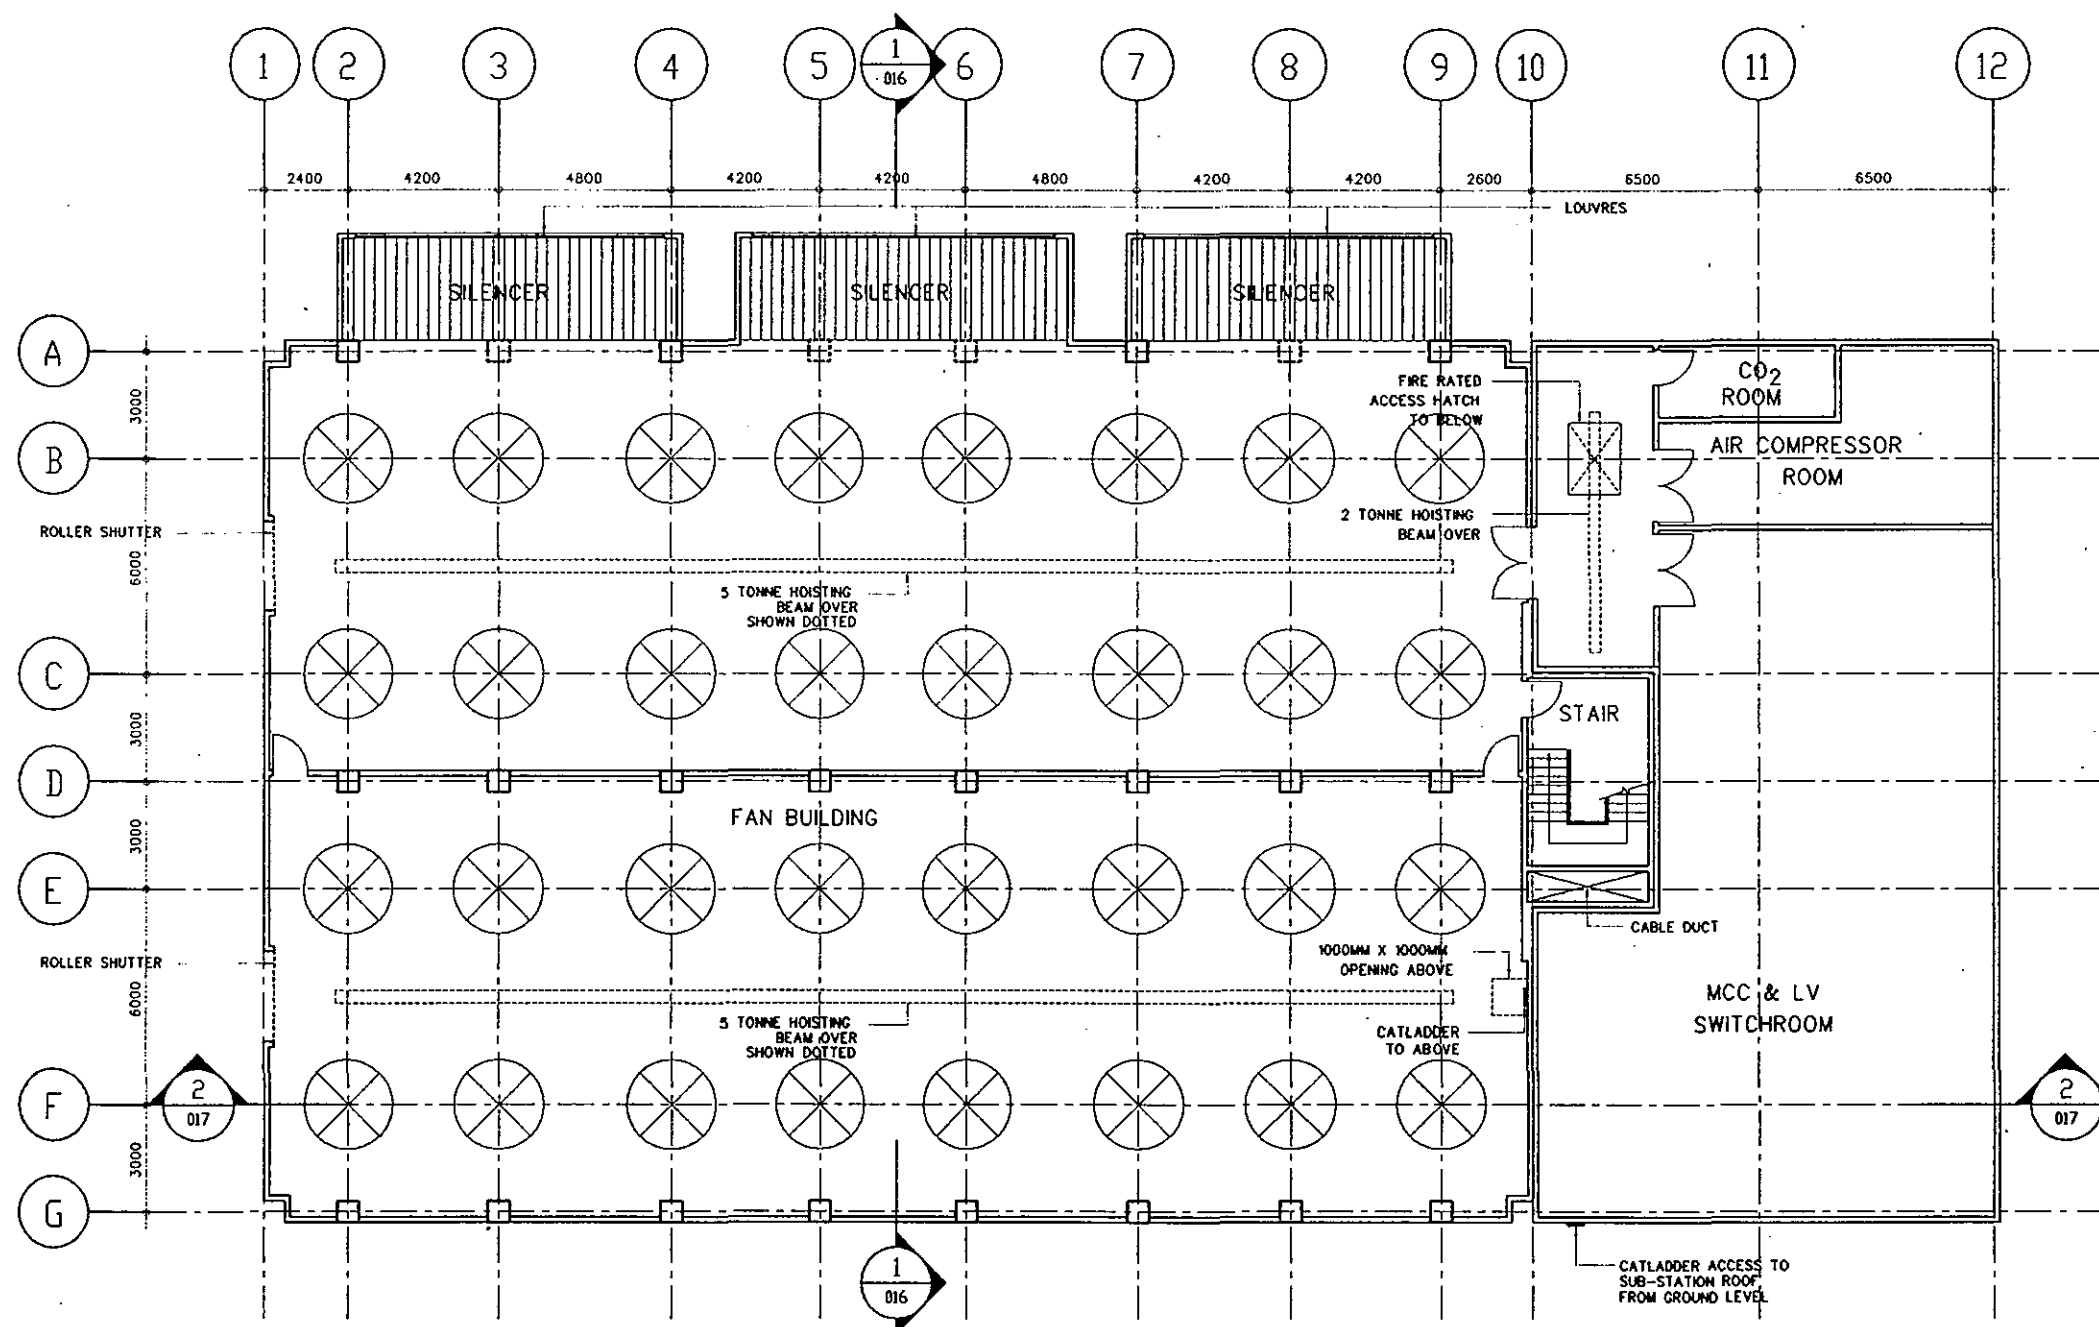 1 2 3 4 5 1 6 7 8 9 10 11 12
016
2400 4200 4800 4200 4200 4800 4200 4200 2600 6500 6500
LOUVRES
SILENCER SILENCER SILENCER
A
FIRE RATED
ACCESS HATCH
TO BELOW
CO2
ROOM
3000
B
AIR COMPRESSOR
ROOM
2 TONNE HOISTING
BEAM OVER
ROLLER SHUTTER
6000
5 TONNE HOISTING
BEAM OVER
SHOWN DOTTED
C
STAIR
3000
D
FAN BUILDING
3000
E
CABLE DUCT
1000MM X 1000MM
OPENING ABOVE
ROLLER SHUTTER
6000
MCC & LV
SWITCHROOM
5 TONNE HOISTING
BEAM OVER
SHOWN DOTTED
CATLADDER
TO ABOVE
F
2
017
2
017
3000
G
1
016
CATLADDER ACCESS TO
SUB-STATION ROOF
FROM GROUND LEVEL